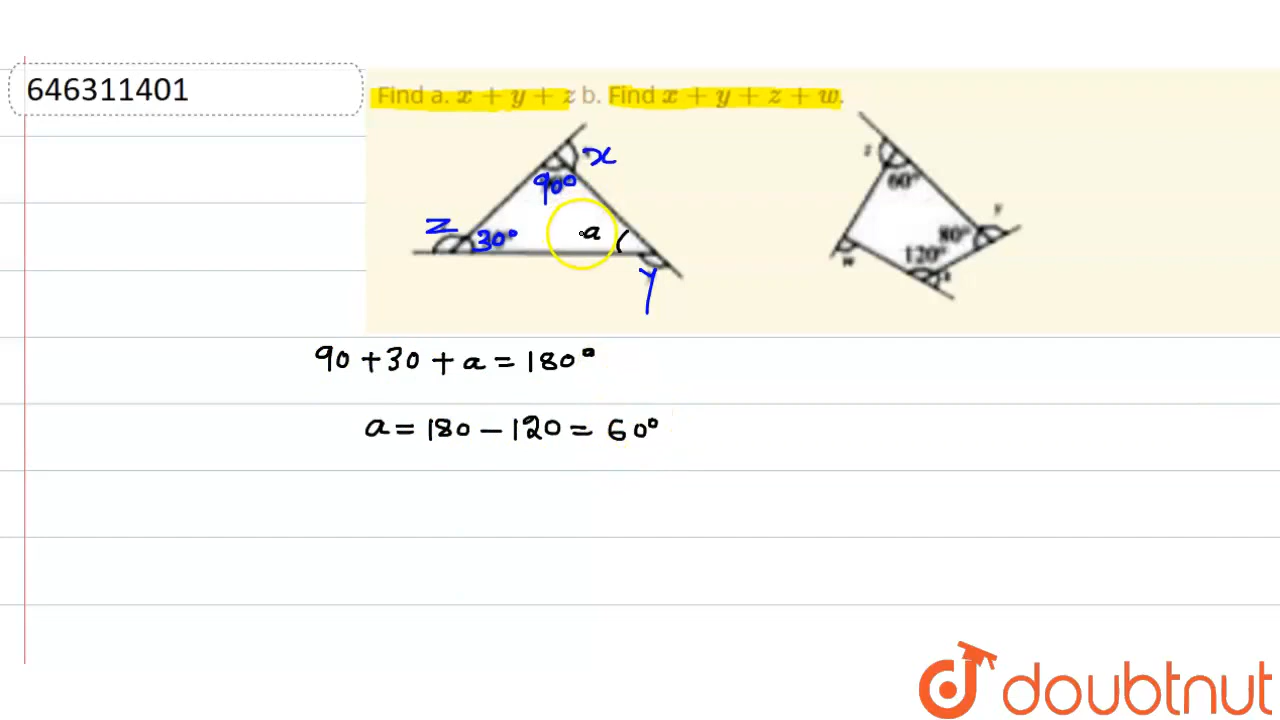 646311401
Find a. x + y + z b. Find x + y + z + w.
x
90°
z
30°
a
y
z
60°
y
80°
120°
w
x
90 + 30 + a = 180°
a = 180 − 120 = 60°
doubtnut